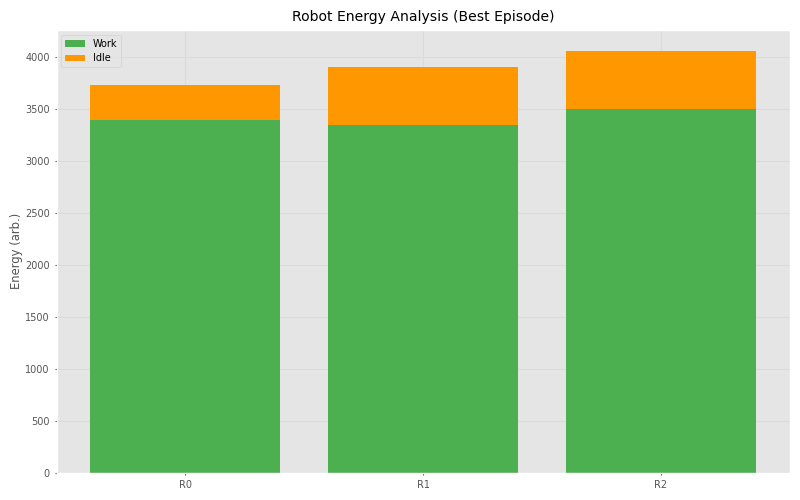 Robot Energy Analysis (Best Episode)
Work
Idle
4000
3500
3000
2500
2000
1500
1000
500
0
Energy (arb.)
R0 R1 R2